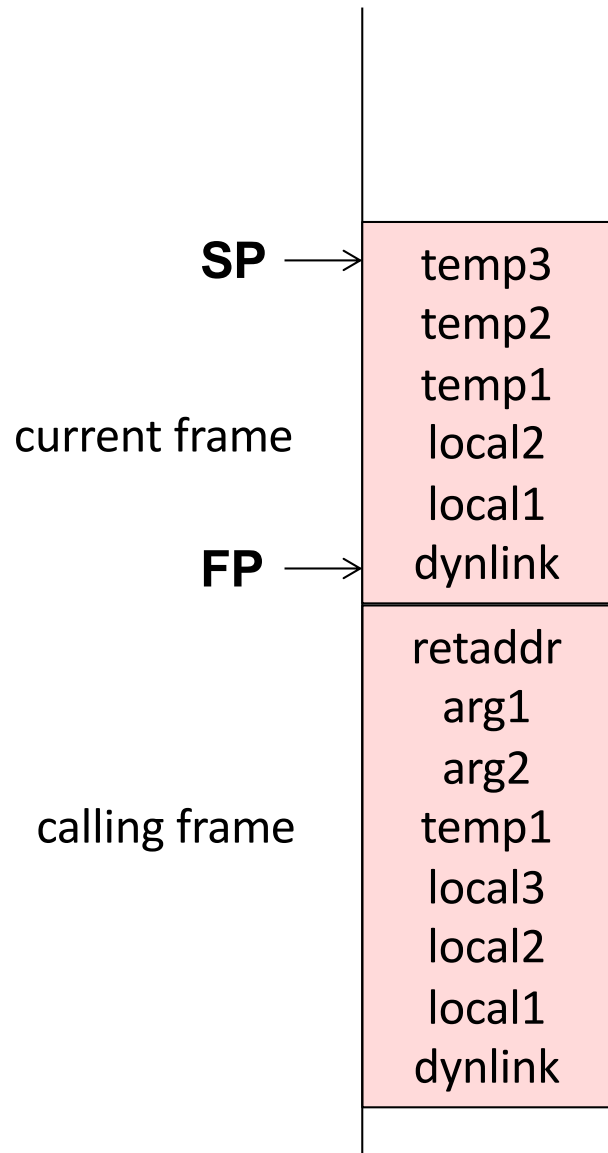 SP
temp3
temp2
temp1
current frame
local2
local1
FP
dynlink
retaddr
arg1
arg2
calling frame
temp1
local3
local2
local1
dynlink